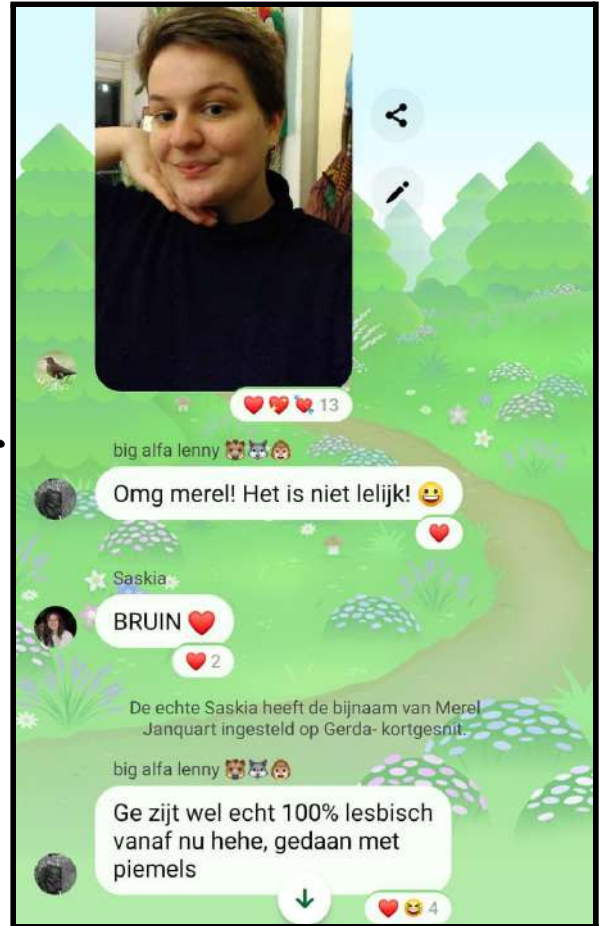 13
big alfa lenny 🐯🐺🐵
Omg merel! Het is niet lelijk! 😀
Saskia
BRUIN ❤️
2
De echte Saskia heeft de bijnaam van Merel
Janquart ingesteld op Gerda- kortgesnit.
big alfa lenny 🐯🐺🐵
Ge zijt wel echt 100% lesbisch
vanaf nu hehe, gedaan met
piemels
4